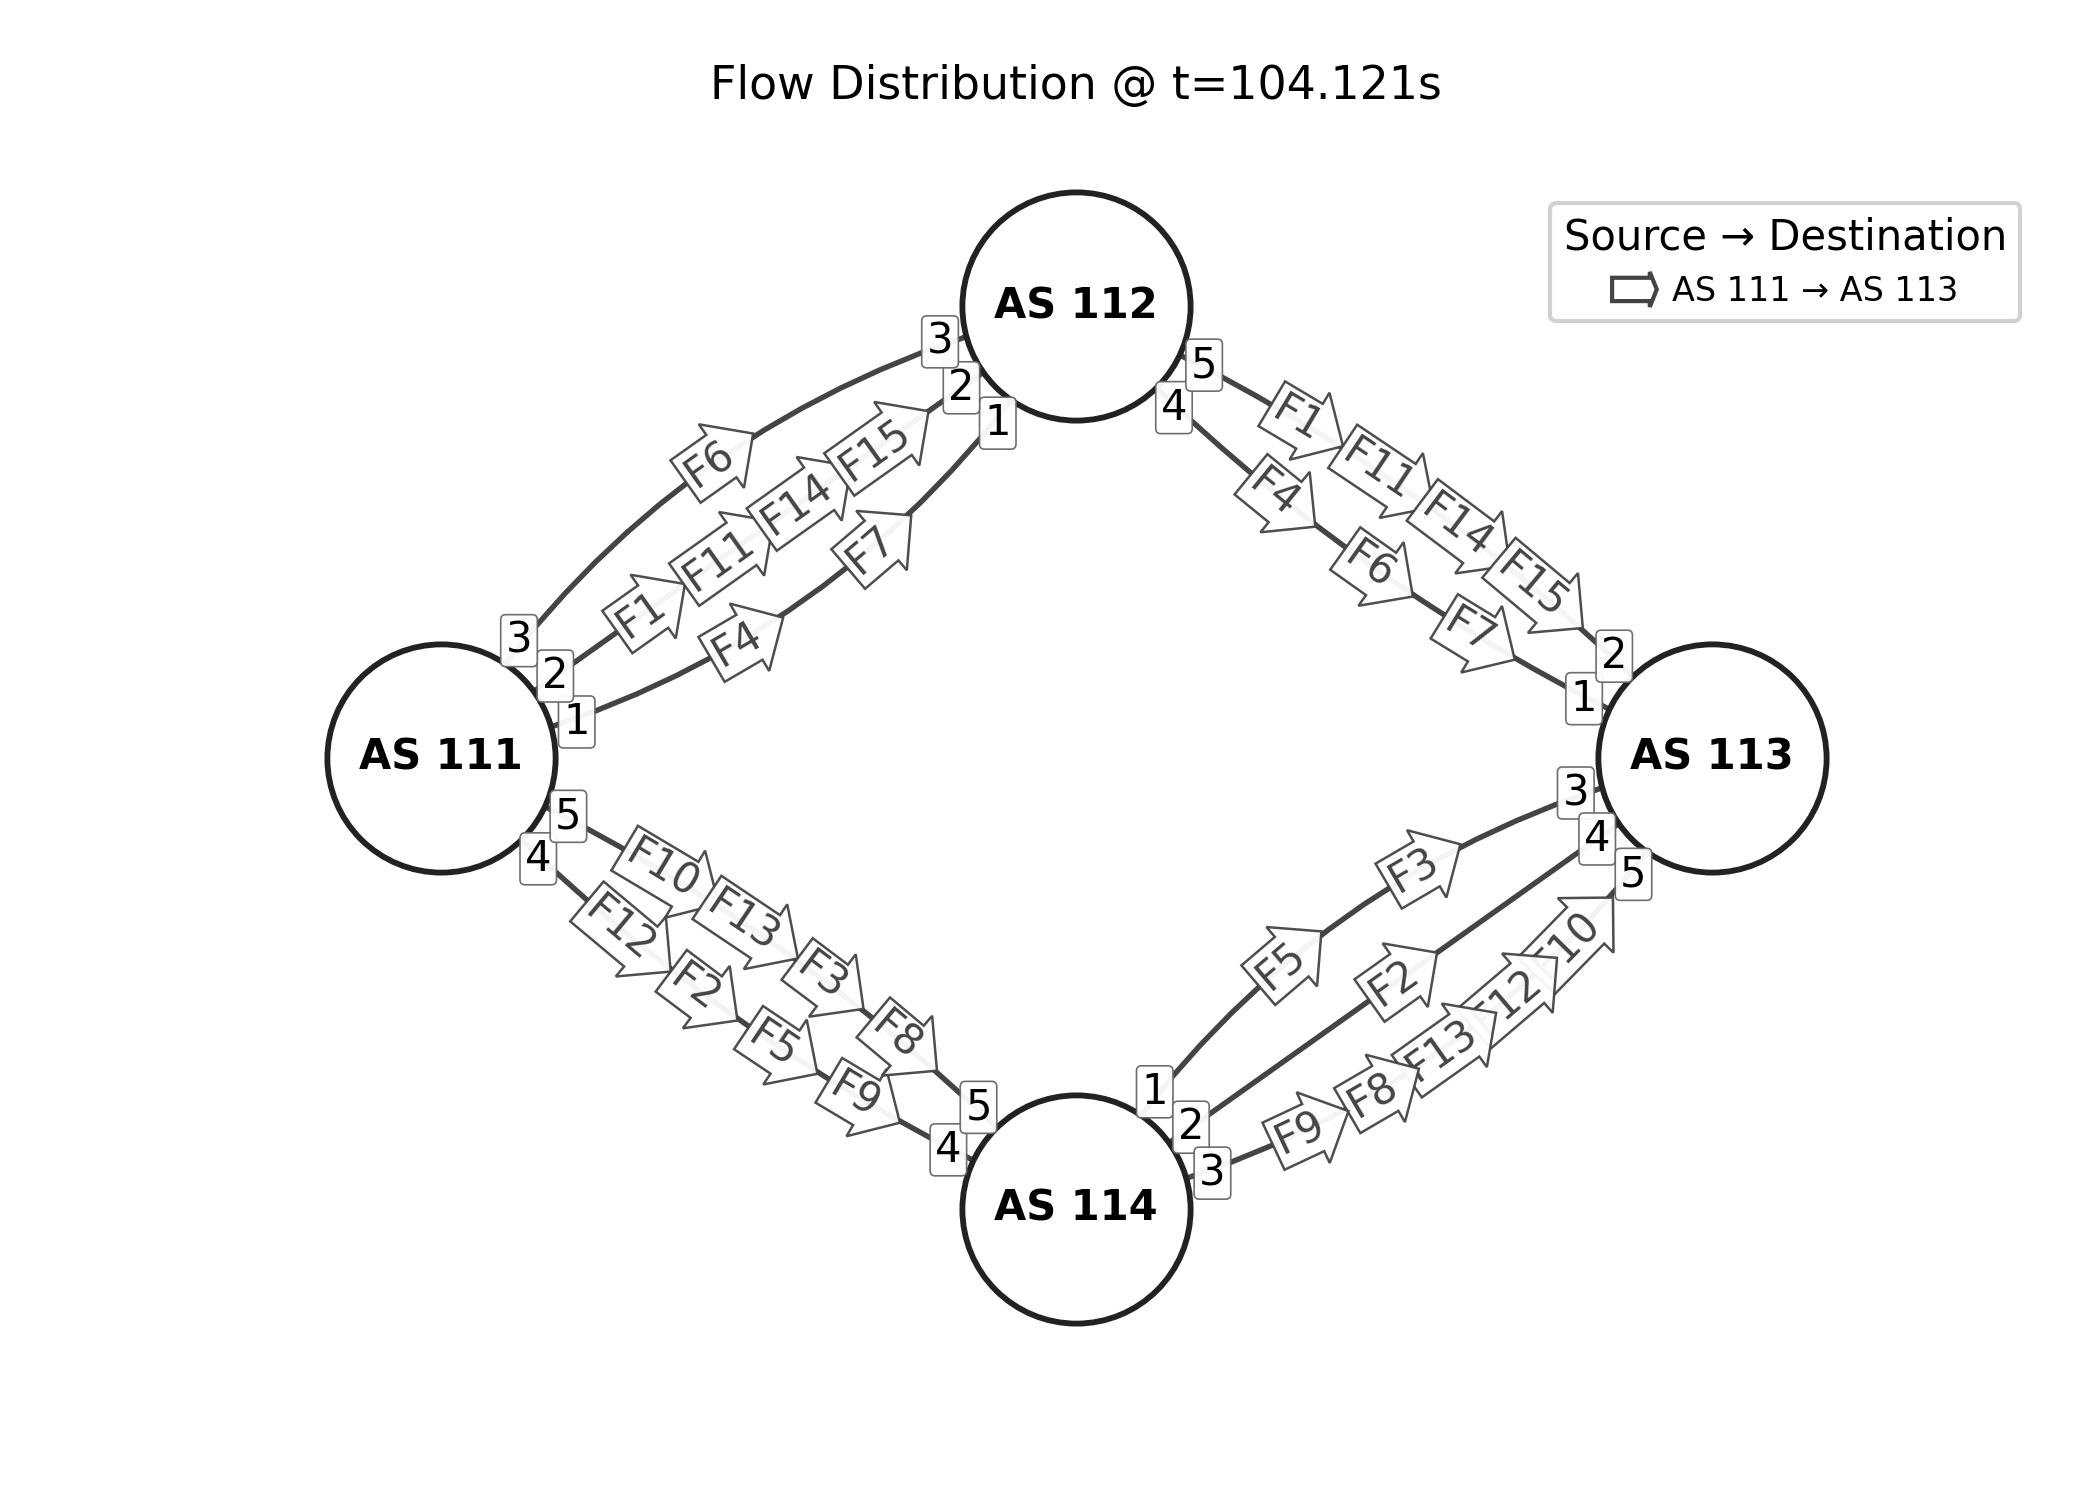 Flow Distribution @ t=104.121s
Source → Destination
AS 111 → AS 113
AS 112
3
2
1
5
4
F6
F1
F11
F14
F15
F4
F7
F1
F11
F14
F15
F4
F6
F7
3
2
1
2
1
AS 111
AS 113
5
4
3
4
5
F10
F13
F3
F8
F12
F2
F5
F9
F3
F5
F2
F10
F12
F13
F8
F9
5
4
1
2
3
AS 114